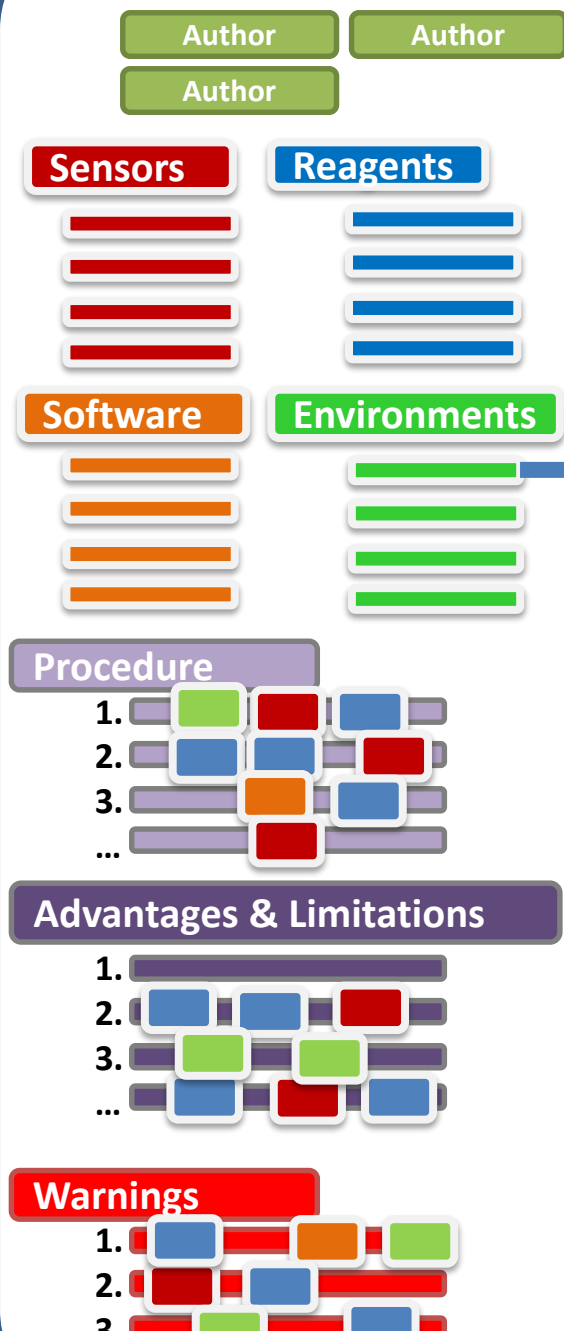 Author Author
Author
Sensors Reagents
Software Environments
Procedure
1.
2.
3.
...
Advantages & Limitations
1.
2.
3.
...
Warnings
1.
2.
3.